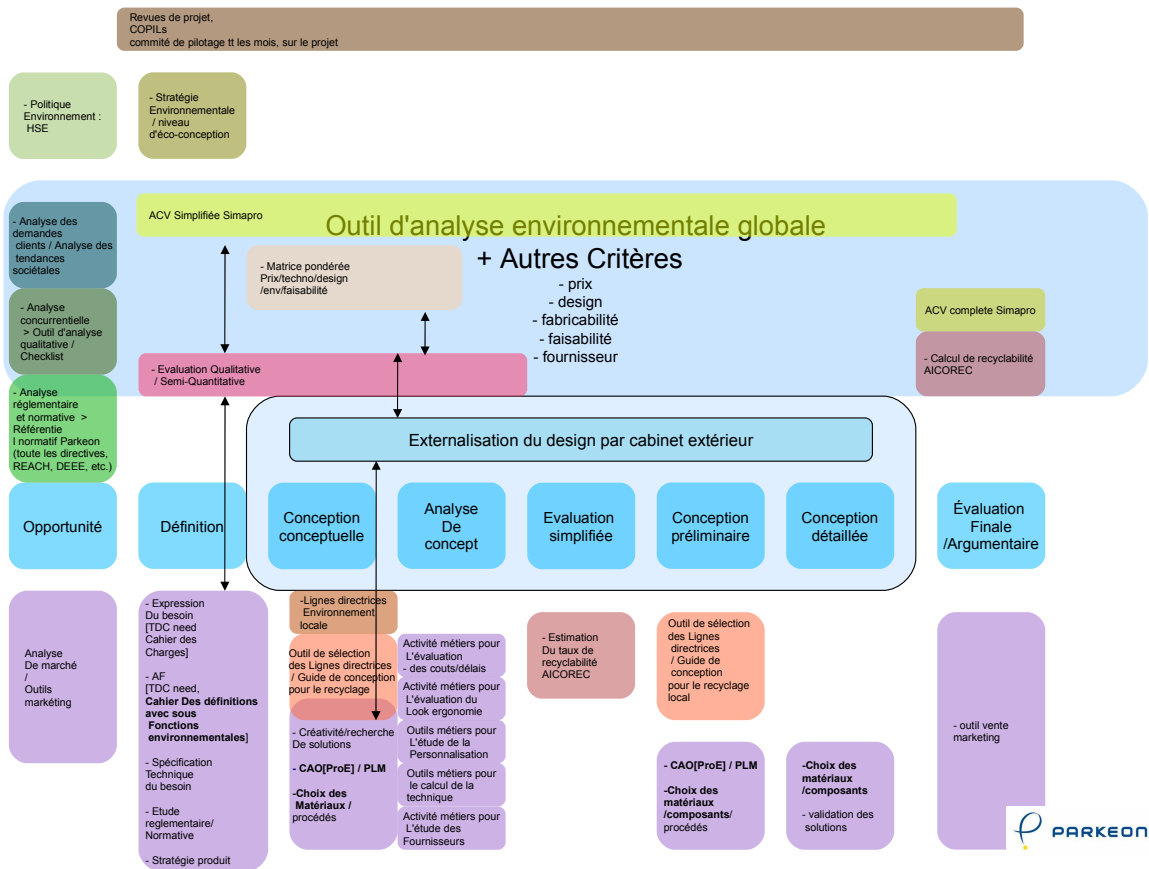 Revues de projet,
COPILs
commité de pilotage tt les mois, sur le projet
- Politique
Environnement :
HSE
- Stratégie
Environnementale
/ niveau
d'éco-conception
- Analyse des
demandes
clients / Analyse des
tendances
sociétales
ACV Simplifiée Simapro
Outil d'analyse environnementale globale
+ Autres Critères
- prix
- design
- fabricabilité
- faisabilité
- fournisseur
- Matrice pondérée
Prix/techno/design
/env/faisabilité
- Analyse
concurrentielle
> Outil d'analyse
qualitative /
Checklist
ACV complete Simapro
- Calcul de recyclabilité
AICOREC
- Evaluation Qualitative
/ Semi-Quantitative
- Analyse
réglementaire
et normative >
Référentie
l normatif Parkeon
(toute les directives,
REACH, DEEE, etc.)
Externalisation du design par cabinet extérieur
Opportunité
Définition
Conception
conceptuelle
Analyse
De
concept
Evaluation
simplifiée
Conception
préliminaire
Conception
détaillée
Évaluation
Finale
/Argumentaire
Analyse
De marché
/
Outils
markéting
- Expression
Du besoin
[TDC need
Cahier des
Charges]
- AF
[TDC need,
Cahier Des définitions
avec sous
Fonctions
environnementales]
- Spécification
Technique
du besoin
- Etude
reglementaire/
Normative
- Stratégie produit
-Lignes directrices
Environnement
locale
Outil de sélection
des Lignes directrices
/ Guide de conception
pour le recyclage
- Créativité/recherche
De solutions
- CAO[ProE] / PLM
-Choix des
Matériaux /
procédés
Activité métiers pour
L'évaluation
- des couts/délais
Activité métiers pour
L'évaluation du
Look ergonomie
Outils métiers pour
L'étude de la
Personnalisation
Outils métiers pour
le calcul de la
technique
Activité métiers pour
L'étude des
Fournisseurs
- Estimation
Du taux de
recyclabilité
AICOREC
Outil de sélection
des Lignes
directrices
/ Guide de
conception
pour le recyclage
local
- CAO[ProE] / PLM
-Choix des
matériaux
/composants/
procédés
-Choix des
matériaux
/composants
- validation des
solutions
- outil vente
marketing
PARKEON